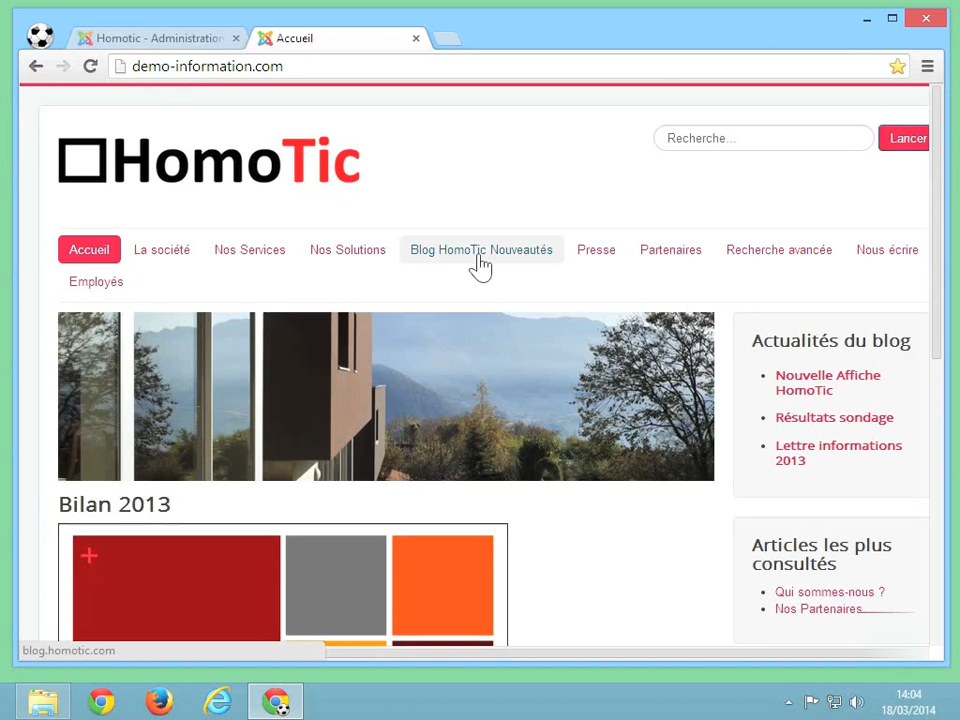 Homotic - Administration
Accueil
demo-information.com
HomoTic
Recherche...
Lancer
Accueil
La société
Nos Services
Nos Solutions
Blog HomoTic Nouveautés
Presse
Partenaires
Recherche avancée
Nous écrire
Employés
Actualités du blog
Nouvelle Affiche
HomoTic
Résultats sondage
Lettre informations
2013
Bilan 2013
Articles les plus
consultés
Qui sommes-nous ?
Nos Partenaires
blog.homotic.com
14:04
18/03/2014